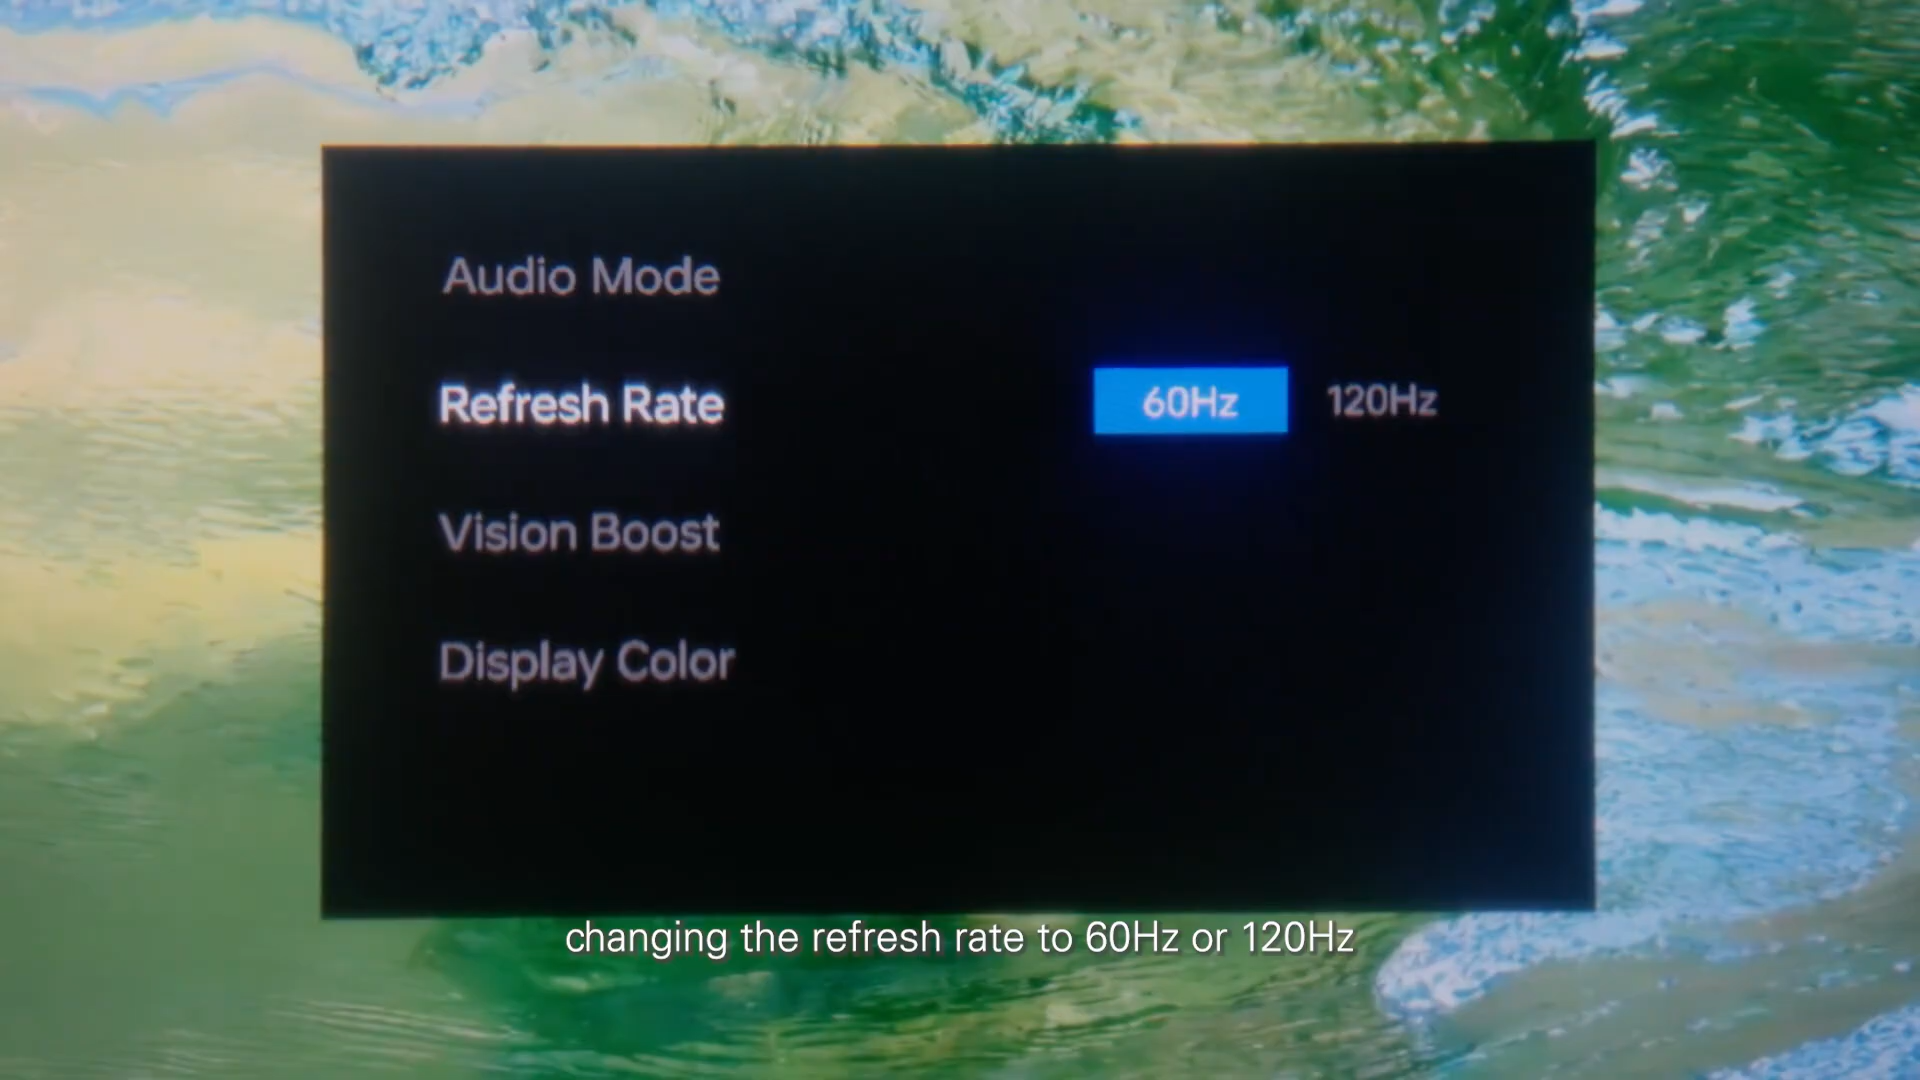 Audio Mode
Refresh Rate 60Hz 120Hz
Vision Boost
Display Color
changing the refresh rate to 60Hz or 120Hz